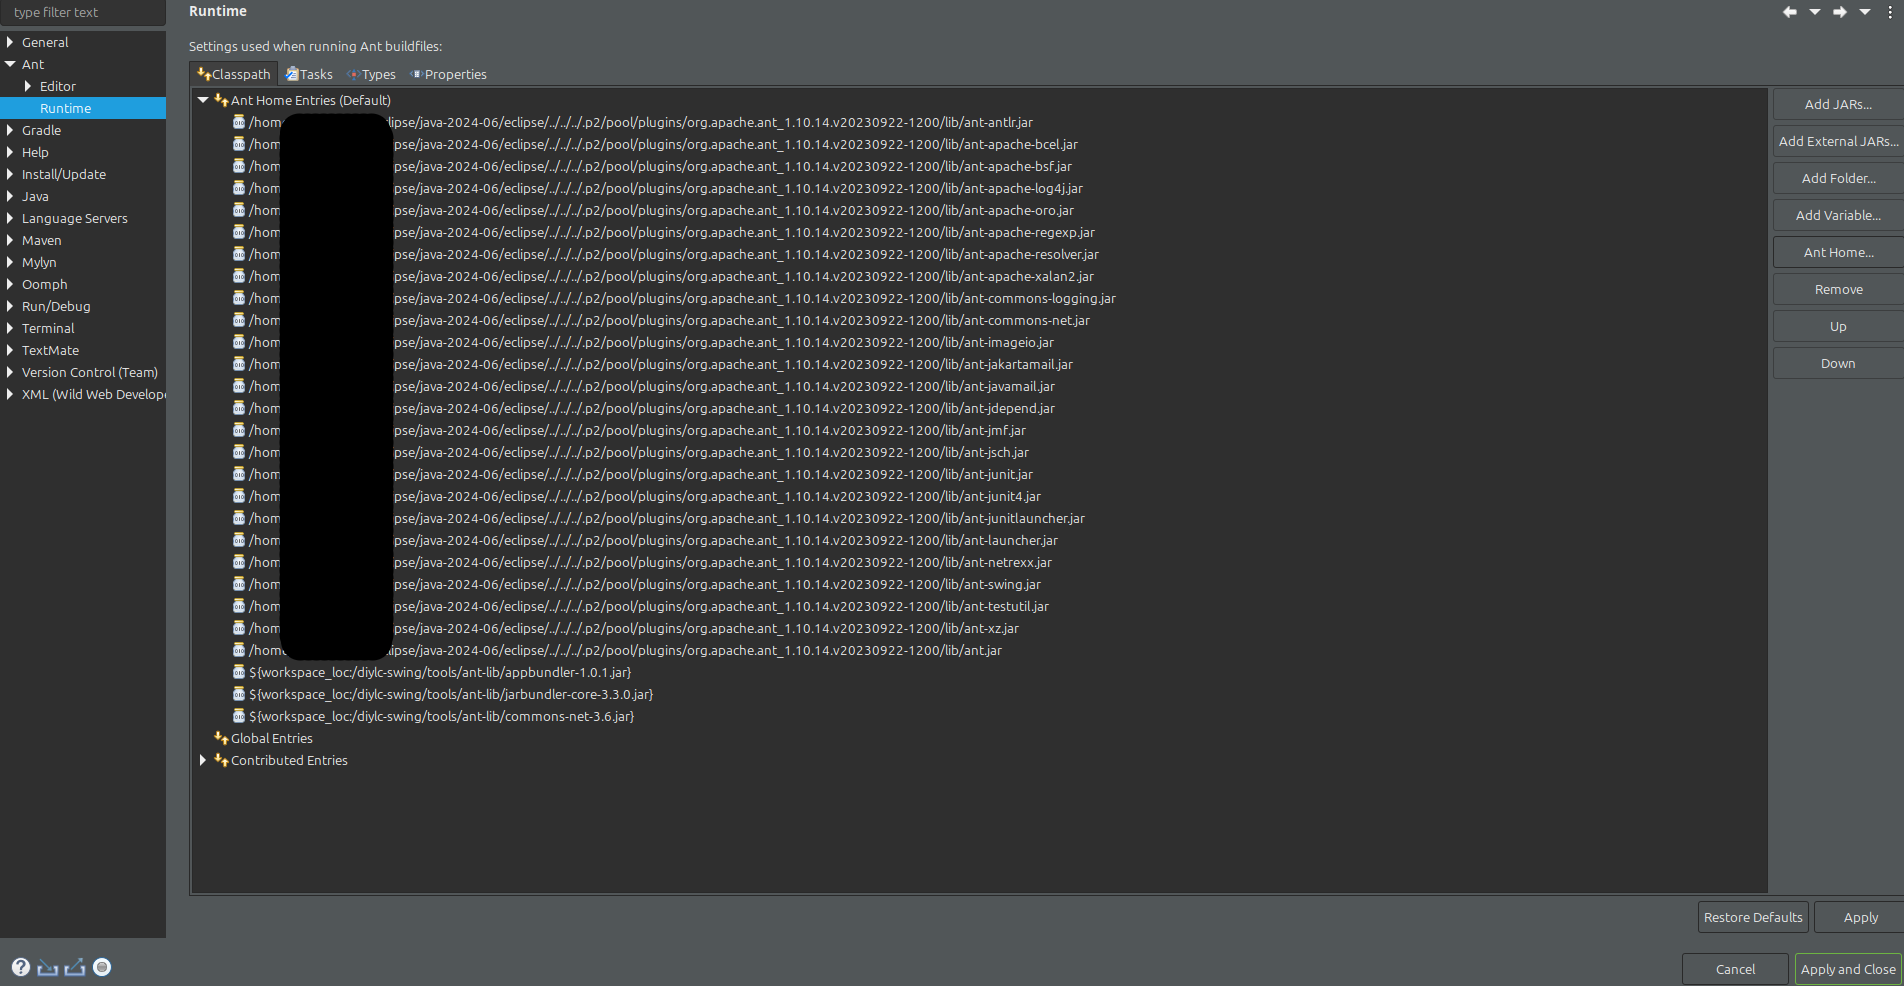 type filter text
General
Ant
Editor
Runtime
Gradle
Help
Install/Update
Java
Language Servers
Maven
Mylyn
Oomph
Run/Debug
Terminal
TextMate
Version Control (Team)
XML (Wild Web Develope
Runtime
Settings used when running Ant buildfiles:
Classpath Tasks Types Properties
Ant Home Entries (Default)
/home lipse/java-2024-06/eclipse/../../../.p2/pool/plugins/org.apache.ant_1.10.14.v20230922-1200/lib/ant-antlr.jar
/hom pse/java-2024-06/eclipse/../../../.p2/pool/plugins/org.apache.ant_1.10.14.v20230922-1200/lib/ant-apache-bcel.jar
/hom pse/java-2024-06/eclipse/../../../.p2/pool/plugins/org.apache.ant_1.10.14.v20230922-1200/lib/ant-apache-bsf.jar
/hom pse/java-2024-06/eclipse/../../../.p2/pool/plugins/org.apache.ant_1.10.14.v20230922-1200/lib/ant-apache-log4j.jar
/hom pse/java-2024-06/eclipse/../../../.p2/pool/plugins/org.apache.ant_1.10.14.v20230922-1200/lib/ant-apache-oro.jar
/hom pse/java-2024-06/eclipse/../../../.p2/pool/plugins/org.apache.ant_1.10.14.v20230922-1200/lib/ant-apache-regexp.jar
/hom pse/java-2024-06/eclipse/../../../.p2/pool/plugins/org.apache.ant_1.10.14.v20230922-1200/lib/ant-apache-resolver.jar
/hom pse/java-2024-06/eclipse/../../../.p2/pool/plugins/org.apache.ant_1.10.14.v20230922-1200/lib/ant-apache-xalan2.jar
/hom pse/java-2024-06/eclipse/../../../.p2/pool/plugins/org.apache.ant_1.10.14.v20230922-1200/lib/ant-commons-logging.jar
/hom pse/java-2024-06/eclipse/../../../.p2/pool/plugins/org.apache.ant_1.10.14.v20230922-1200/lib/ant-commons-net.jar
/hom pse/java-2024-06/eclipse/../../../.p2/pool/plugins/org.apache.ant_1.10.14.v20230922-1200/lib/ant-imageio.jar
/hom pse/java-2024-06/eclipse/../../../.p2/pool/plugins/org.apache.ant_1.10.14.v20230922-1200/lib/ant-jakartamail.jar
/hom pse/java-2024-06/eclipse/../../../.p2/pool/plugins/org.apache.ant_1.10.14.v20230922-1200/lib/ant-javamail.jar
/hom pse/java-2024-06/eclipse/../../../.p2/pool/plugins/org.apache.ant_1.10.14.v20230922-1200/lib/ant-jdepend.jar
/hom pse/java-2024-06/eclipse/../../../.p2/pool/plugins/org.apache.ant_1.10.14.v20230922-1200/lib/ant-jmf.jar
/hom pse/java-2024-06/eclipse/../../../.p2/pool/plugins/org.apache.ant_1.10.14.v20230922-1200/lib/ant-jsch.jar
/hom pse/java-2024-06/eclipse/../../../.p2/pool/plugins/org.apache.ant_1.10.14.v20230922-1200/lib/ant-junit.jar
/hom pse/java-2024-06/eclipse/../../../.p2/pool/plugins/org.apache.ant_1.10.14.v20230922-1200/lib/ant-junit4.jar
/hom pse/java-2024-06/eclipse/../../../.p2/pool/plugins/org.apache.ant_1.10.14.v20230922-1200/lib/ant-junitlauncher.jar
/hom pse/java-2024-06/eclipse/../../../.p2/pool/plugins/org.apache.ant_1.10.14.v20230922-1200/lib/ant-launcher.jar
/hom pse/java-2024-06/eclipse/../../../.p2/pool/plugins/org.apache.ant_1.10.14.v20230922-1200/lib/ant-netrexx.jar
/hom pse/java-2024-06/eclipse/../../../.p2/pool/plugins/org.apache.ant_1.10.14.v20230922-1200/lib/ant-swing.jar
/hom pse/java-2024-06/eclipse/../../../.p2/pool/plugins/org.apache.ant_1.10.14.v20230922-1200/lib/ant-testutil.jar
/hom pse/java-2024-06/eclipse/../../../.p2/pool/plugins/org.apache.ant_1.10.14.v20230922-1200/lib/ant-xz.jar
/home lipse/java-2024-06/eclipse/../../../.p2/pool/plugins/org.apache.ant_1.10.14.v20230922-1200/lib/ant.jar
${workspace_loc:/diylc-swing/tools/ant-lib/appbundler-1.0.1.jar}
${workspace_loc:/diylc-swing/tools/ant-lib/jarbundler-core-3.3.0.jar}
${workspace_loc:/diylc-swing/tools/ant-lib/commons-net-3.6.jar}
Global Entries
Contributed Entries
Add JARs...
Add External JARs...
Add Folder...
Add Variable...
Ant Home...
Remove
Up
Down
Restore Defaults Apply
Cancel Apply and Close